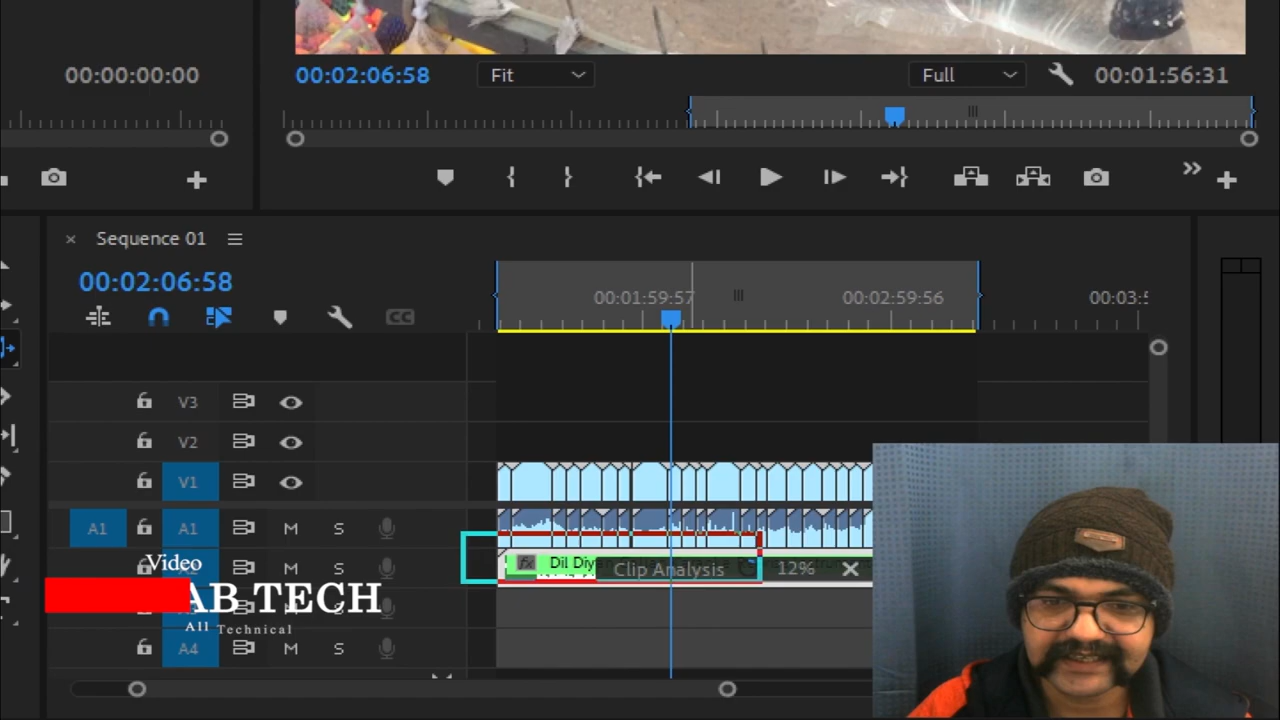 00:00:00:00
00:02:06:58
Fit
Full
00:01:56:31
× Sequence 01
00:02:06:58
00:01:59:57
00:02:59:56
00:03:5
CC
V3
V2
V1
A1 A1 M S
M S
fx Dil Diy
Clip Analysis
12%
Video
AB TECH
All Technical
A4 M S